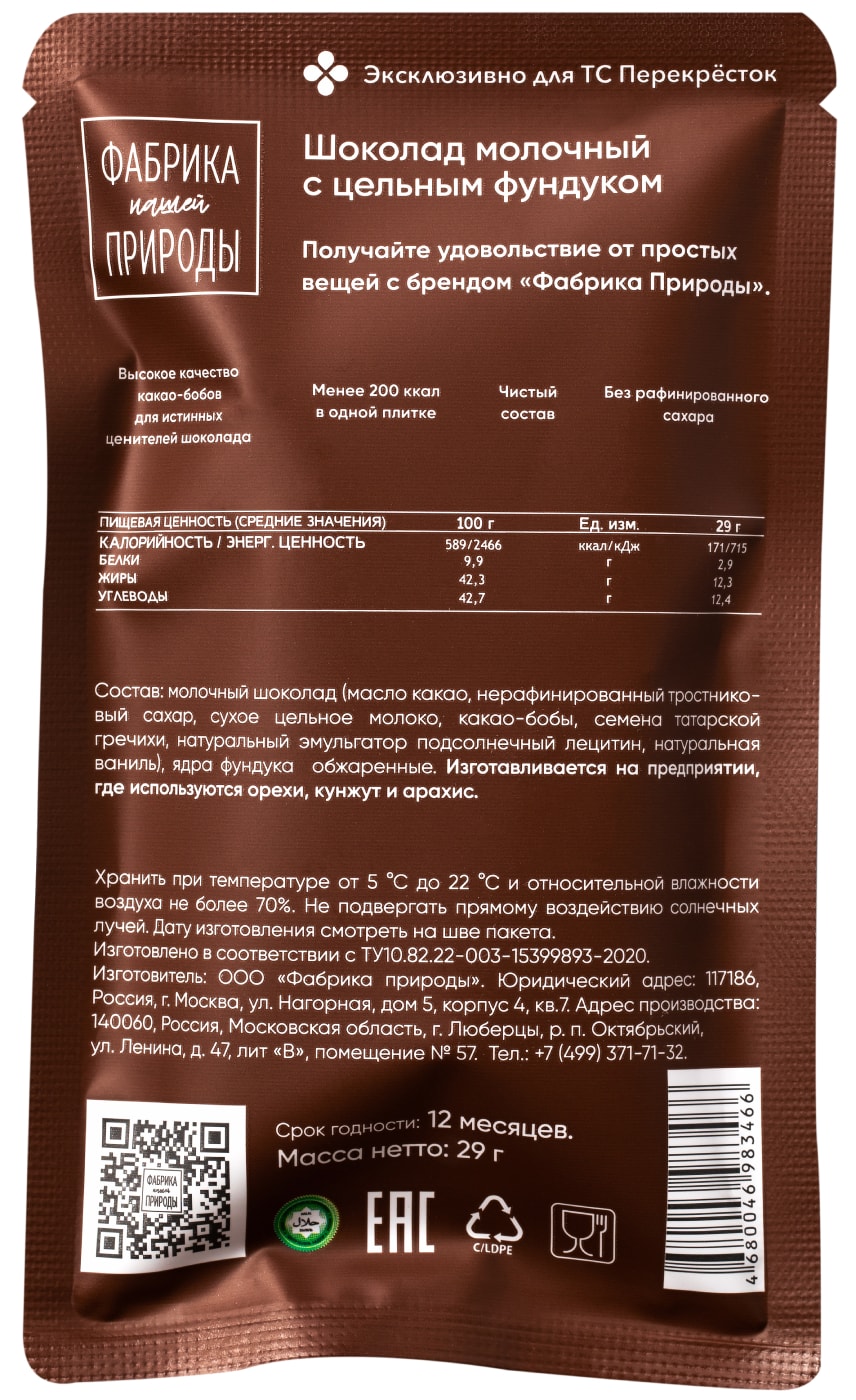 Эксклюзивно для ТС Перекрёсток
ФАБРИКА
нашей
ПРИРОДЫ
Шоколад молочный
с цельным фундуком
Получайте удовольствие от простых
вещей с брендом «Фабрика Природы».
Высокое качество
какао-бобов
для истинных
ценителей шоколада
Менее 200 ккал
в одной плитке
Чистый
состав
Без рафинированного
сахара
ПИЩЕВАЯ ЦЕННОСТЬ (СРЕДНИЕ ЗНАЧЕНИЯ) 100 г Ед. изм. 29 г
КАЛОРИЙНОСТЬ / ЭНЕРГ. ЦЕННОСТЬ 589/2466 ккал/кДж 171/715
БЕЛКИ 9,9 г 2,9
ЖИРЫ 42,3 г 12,3
УГЛЕВОДЫ 42,7 г 12,4
Состав: молочный шоколад (масло какао, нерафинированный тростнико-
вый сахар, сухое цельное молоко, какао-бобы, семена татарской
гречихи, натуральный эмульгатор подсолнечный лецитин, натуральная
ваниль), ядра фундука обжаренные. Изготавливается на предприятии,
где используются орехи, кунжут и арахис.
Хранить при температуре от 5 °C до 22 °C и относительной влажности
воздуха не более 70%. Не подвергать прямому воздействию солнечных
лучей. Дату изготовления смотреть на шве пакета.
Изготовлено в соответствии с ТУ10.82.22-003-15399893-2020.
Изготовитель: ООО «Фабрика природы». Юридический адрес: 117186,
Россия, г. Москва, ул. Нагорная, дом 5, корпус 4, кв.7. Адрес производства:
140060, Россия, Московская область, г. Люберцы, р. п. Октябрьский,
ул. Ленина, д. 47, лит «В», помещение № 57. Тел.: +7 (499) 371-71-32.
Срок годности: 12 месяцев.
Масса нетто: 29 г
ФАБРИКА
нашей
ПРИРОДЫ
حلال
EAC
C/LDPE
4680046983466